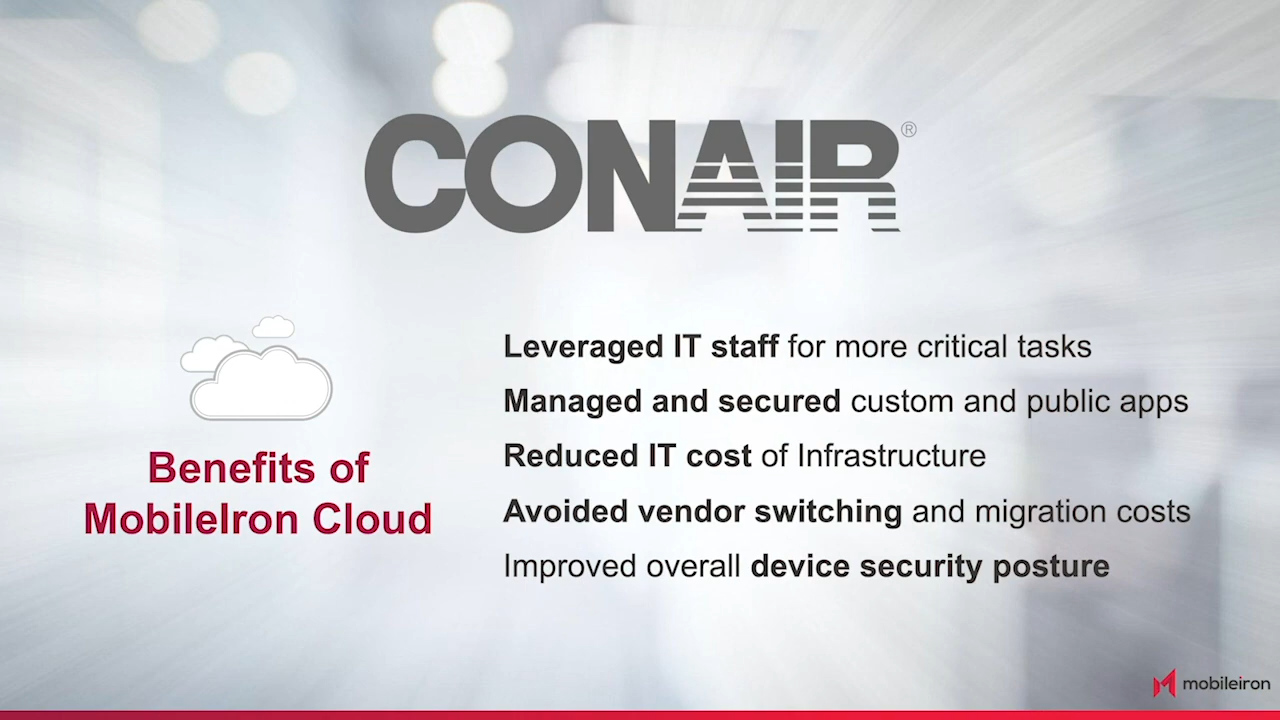 CONAIR®
Benefits of
MobileIron Cloud
Leveraged IT staff for more critical tasks
Managed and secured custom and public apps
Reduced IT cost of Infrastructure
Avoided vendor switching and migration costs
Improved overall device security posture
mobileiron